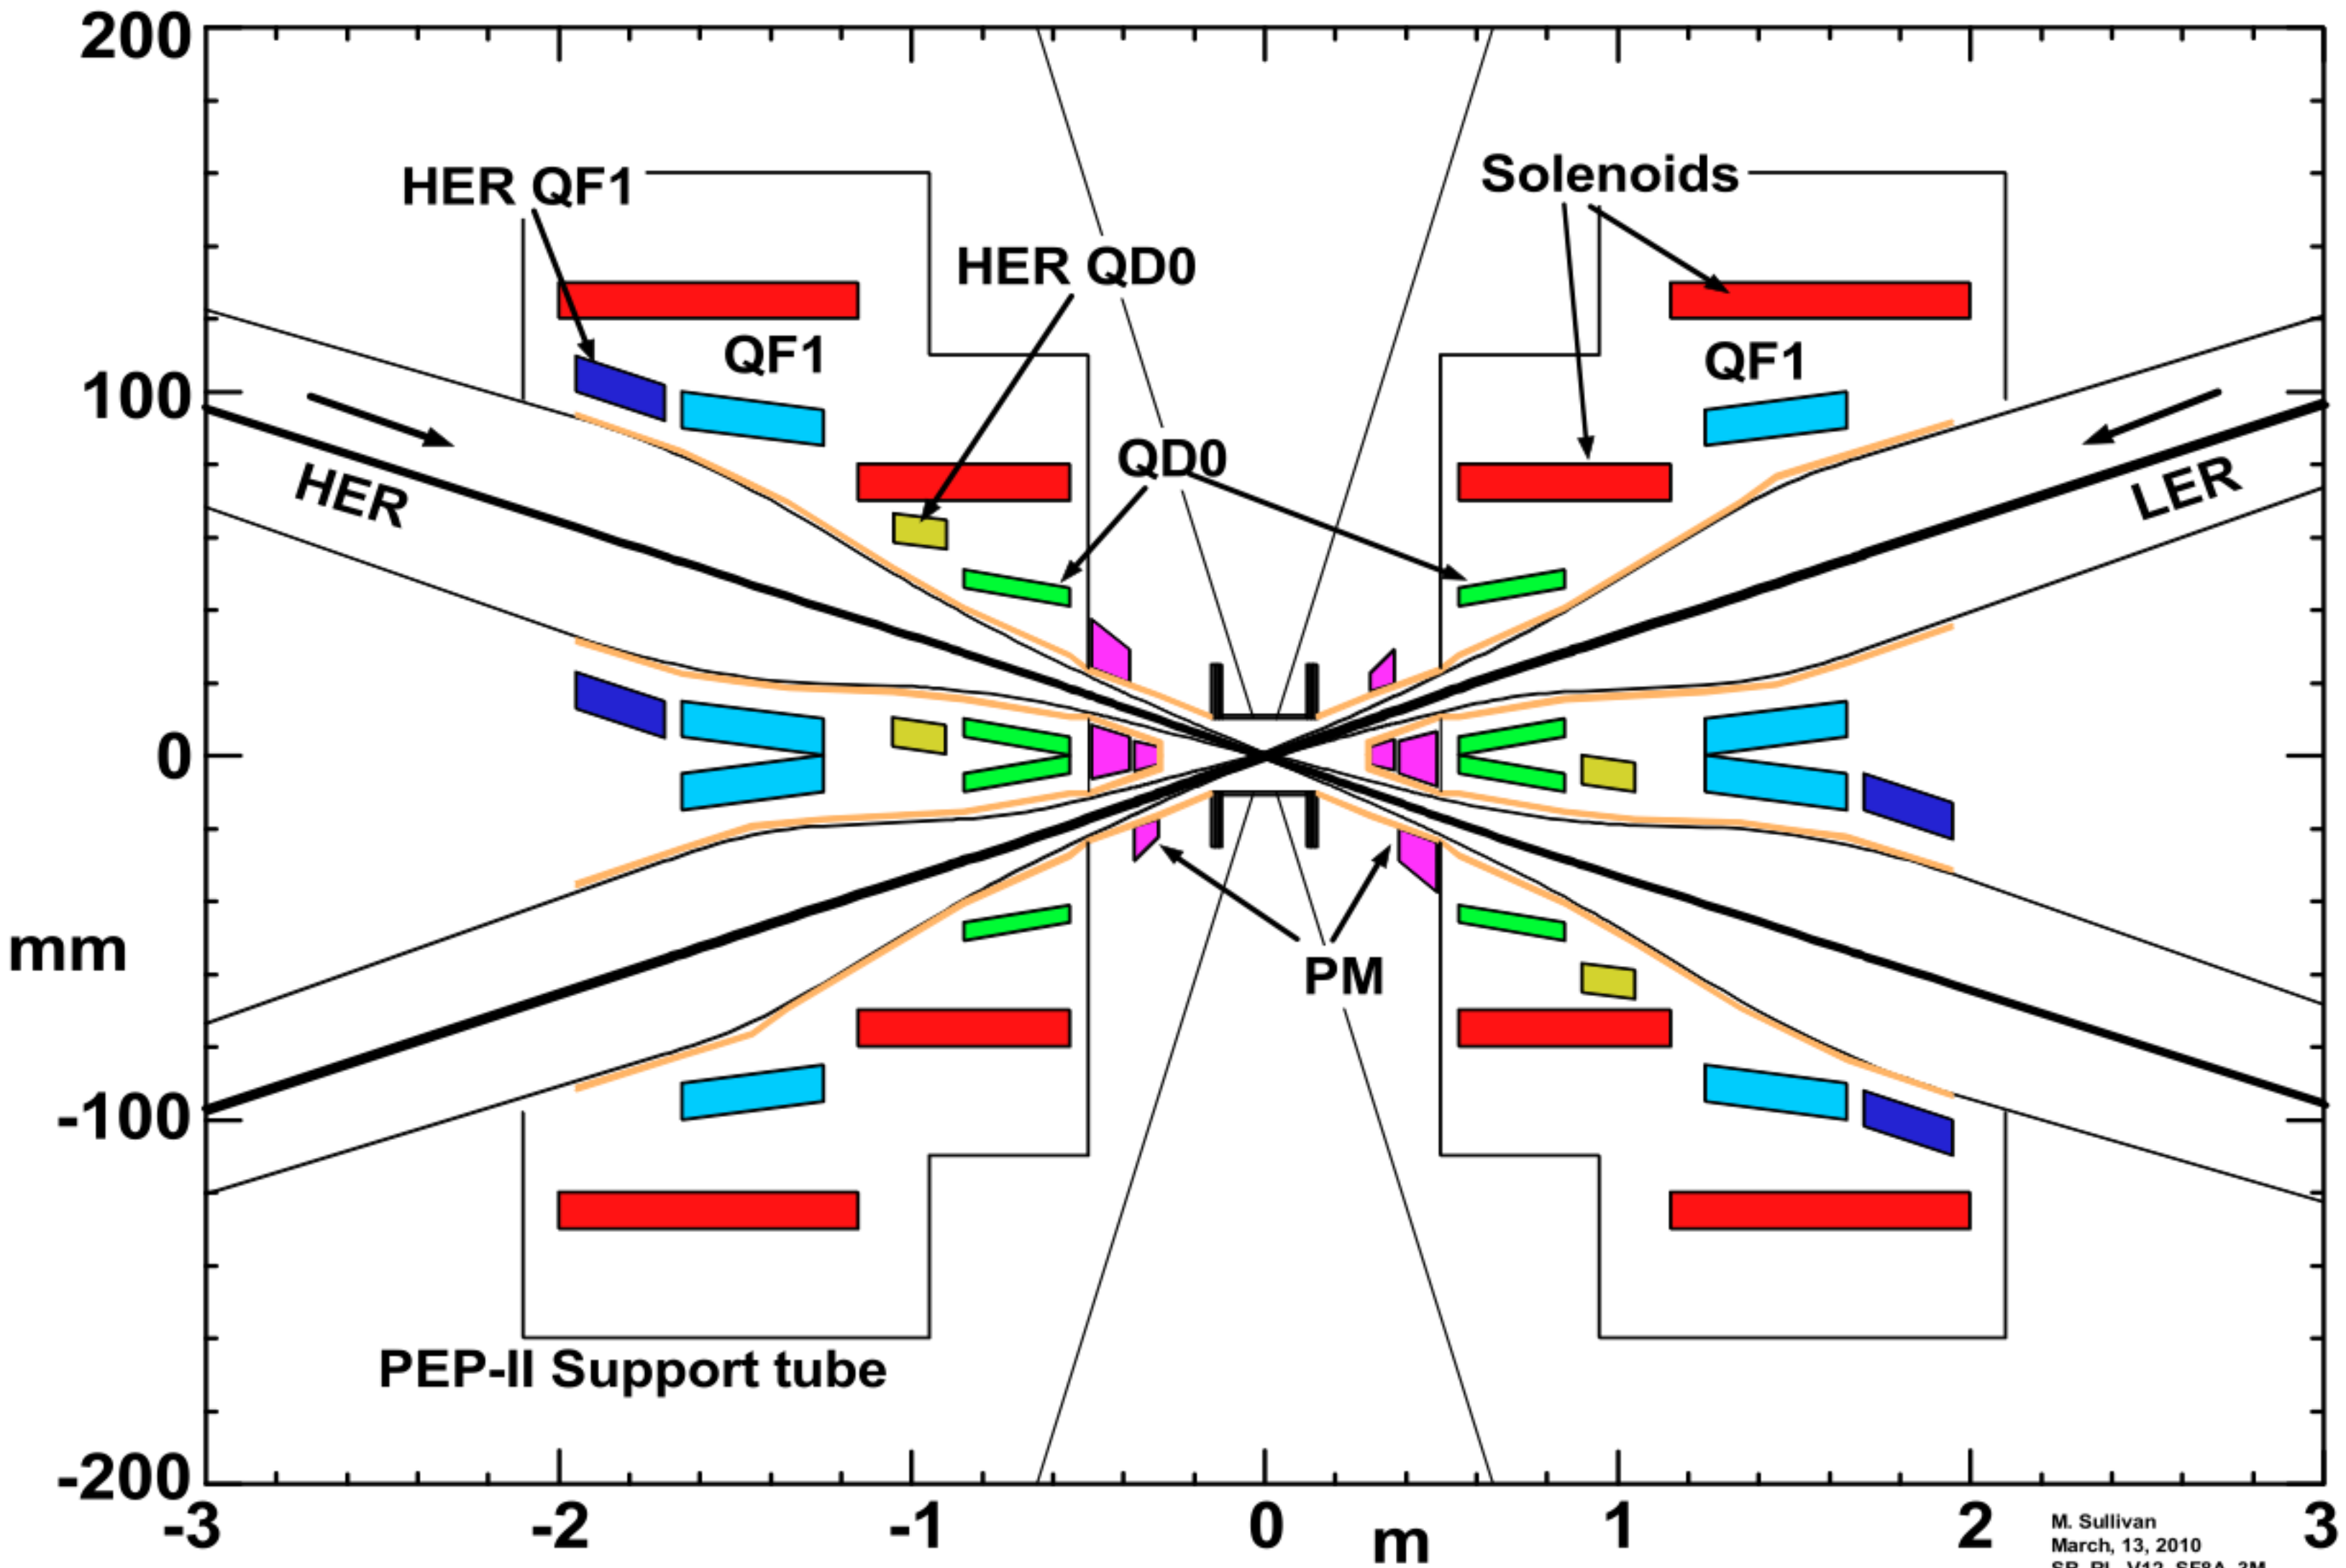 200
HER QF1
Solenoids
HER QD0
QF1
QF1
100
QD0
HER
LER
0
mm
PM
-100
PEP-II Support tube
-200
-3
-2
-1
0
m
1
2
3
M. Sullivan
March, 13, 2010
SB_RL_V12_SF8A_3M